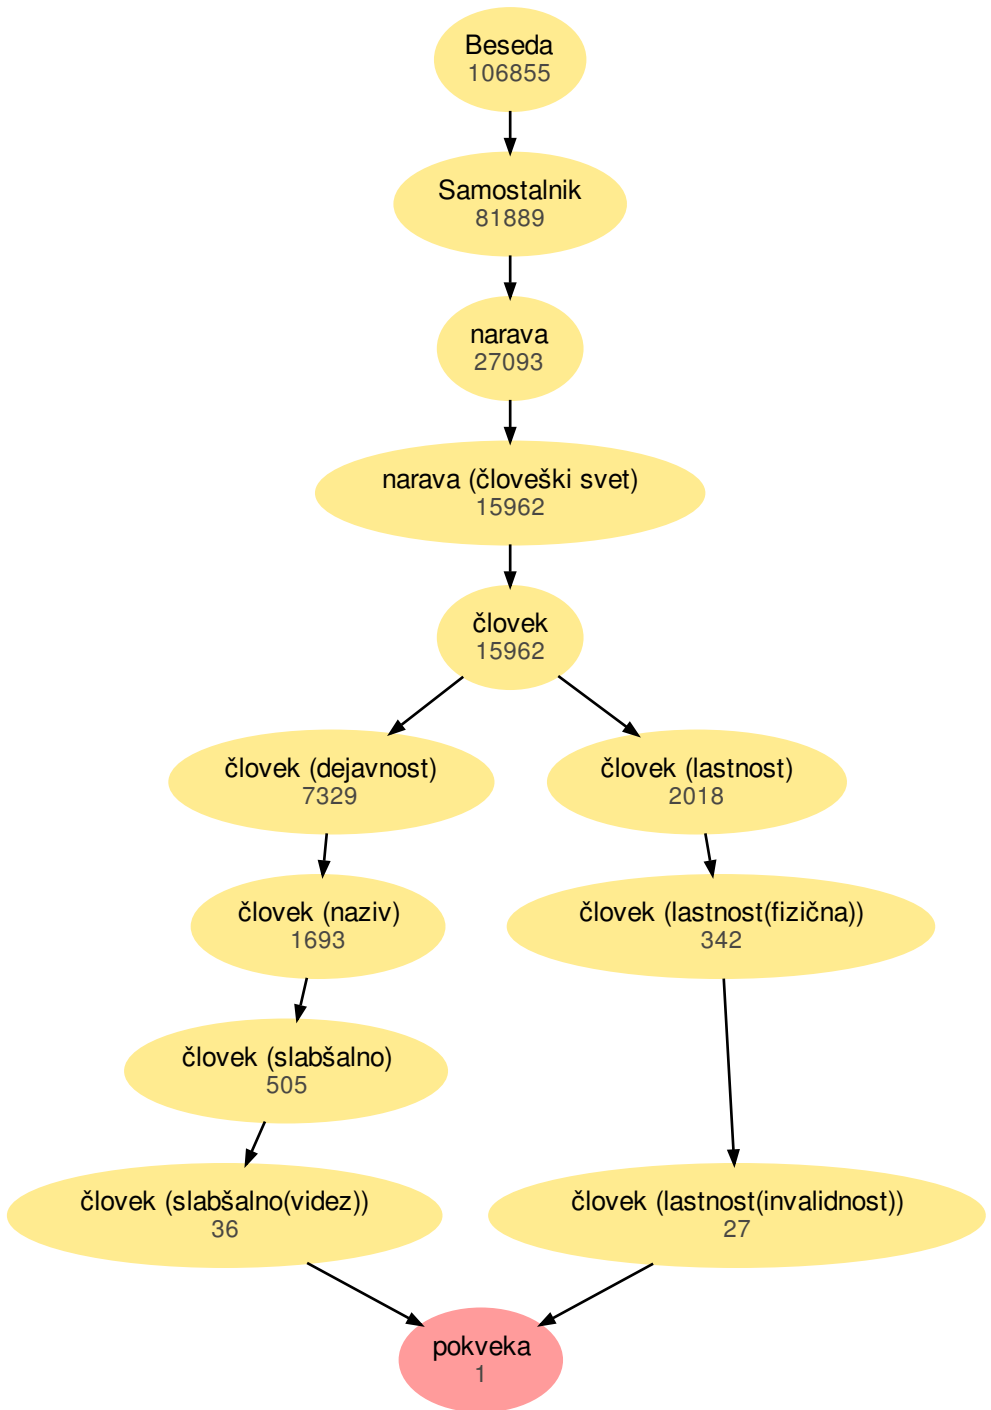 Beseda
106855
Samostalnik
81889
narava
27093
narava (človeški svet)
15962
človek
15962
človek (dejavnost)
7329
človek (lastnost)
2018
človek (naziv)
1693
človek (lastnost(fizična))
342
človek (slabšalno)
505
človek (slabšalno(videz))
36
človek (lastnost(invalidnost))
27
pokveka
1